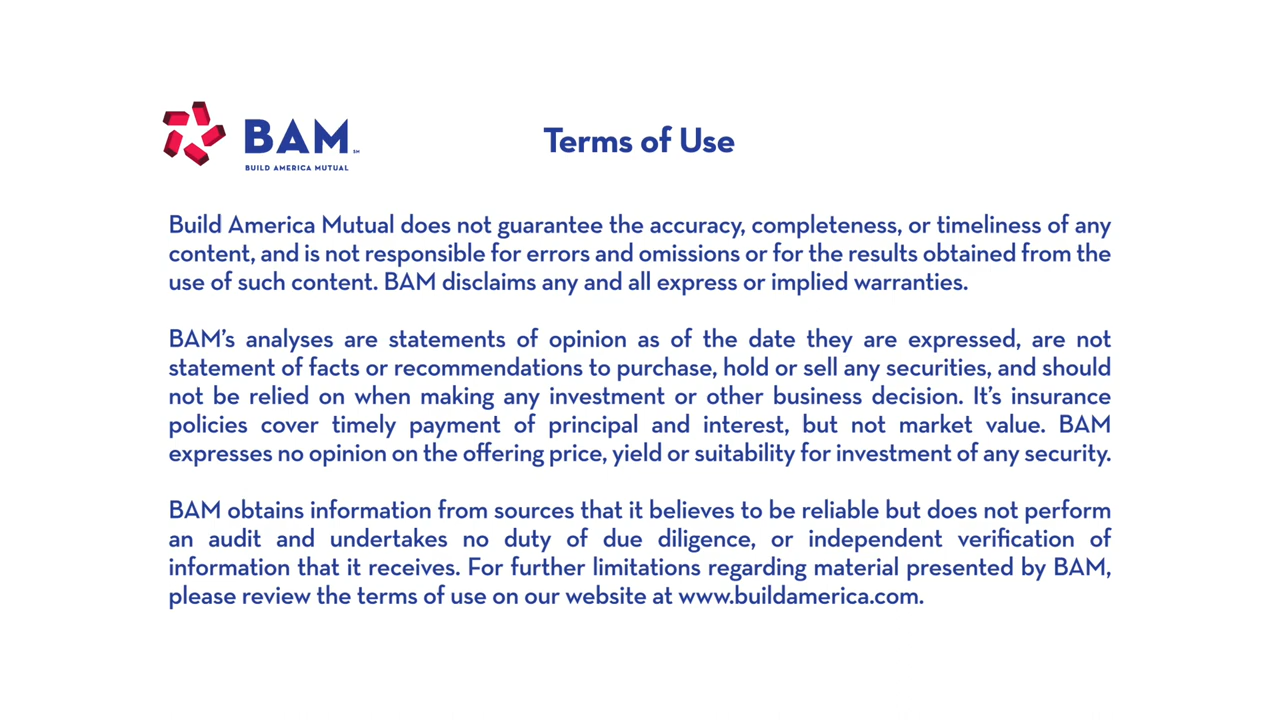 BAM℠
BUILD AMERICA MUTUAL
Terms of Use
Build America Mutual does not guarantee the accuracy, completeness, or timeliness of any
content, and is not responsible for errors and omissions or for the results obtained from the
use of such content. BAM disclaims any and all express or implied warranties.
BAM’s analyses are statements of opinion as of the date they are expressed, are not
statement of facts or recommendations to purchase, hold or sell any securities, and should
not be relied on when making any investment or other business decision. It’s insurance
policies cover timely payment of principal and interest, but not market value. BAM
expresses no opinion on the offering price, yield or suitability for investment of any security.
BAM obtains information from sources that it believes to be reliable but does not perform
an audit and undertakes no duty of due diligence, or independent verification of
information that it receives. For further limitations regarding material presented by BAM,
please review the terms of use on our website at www.buildamerica.com.